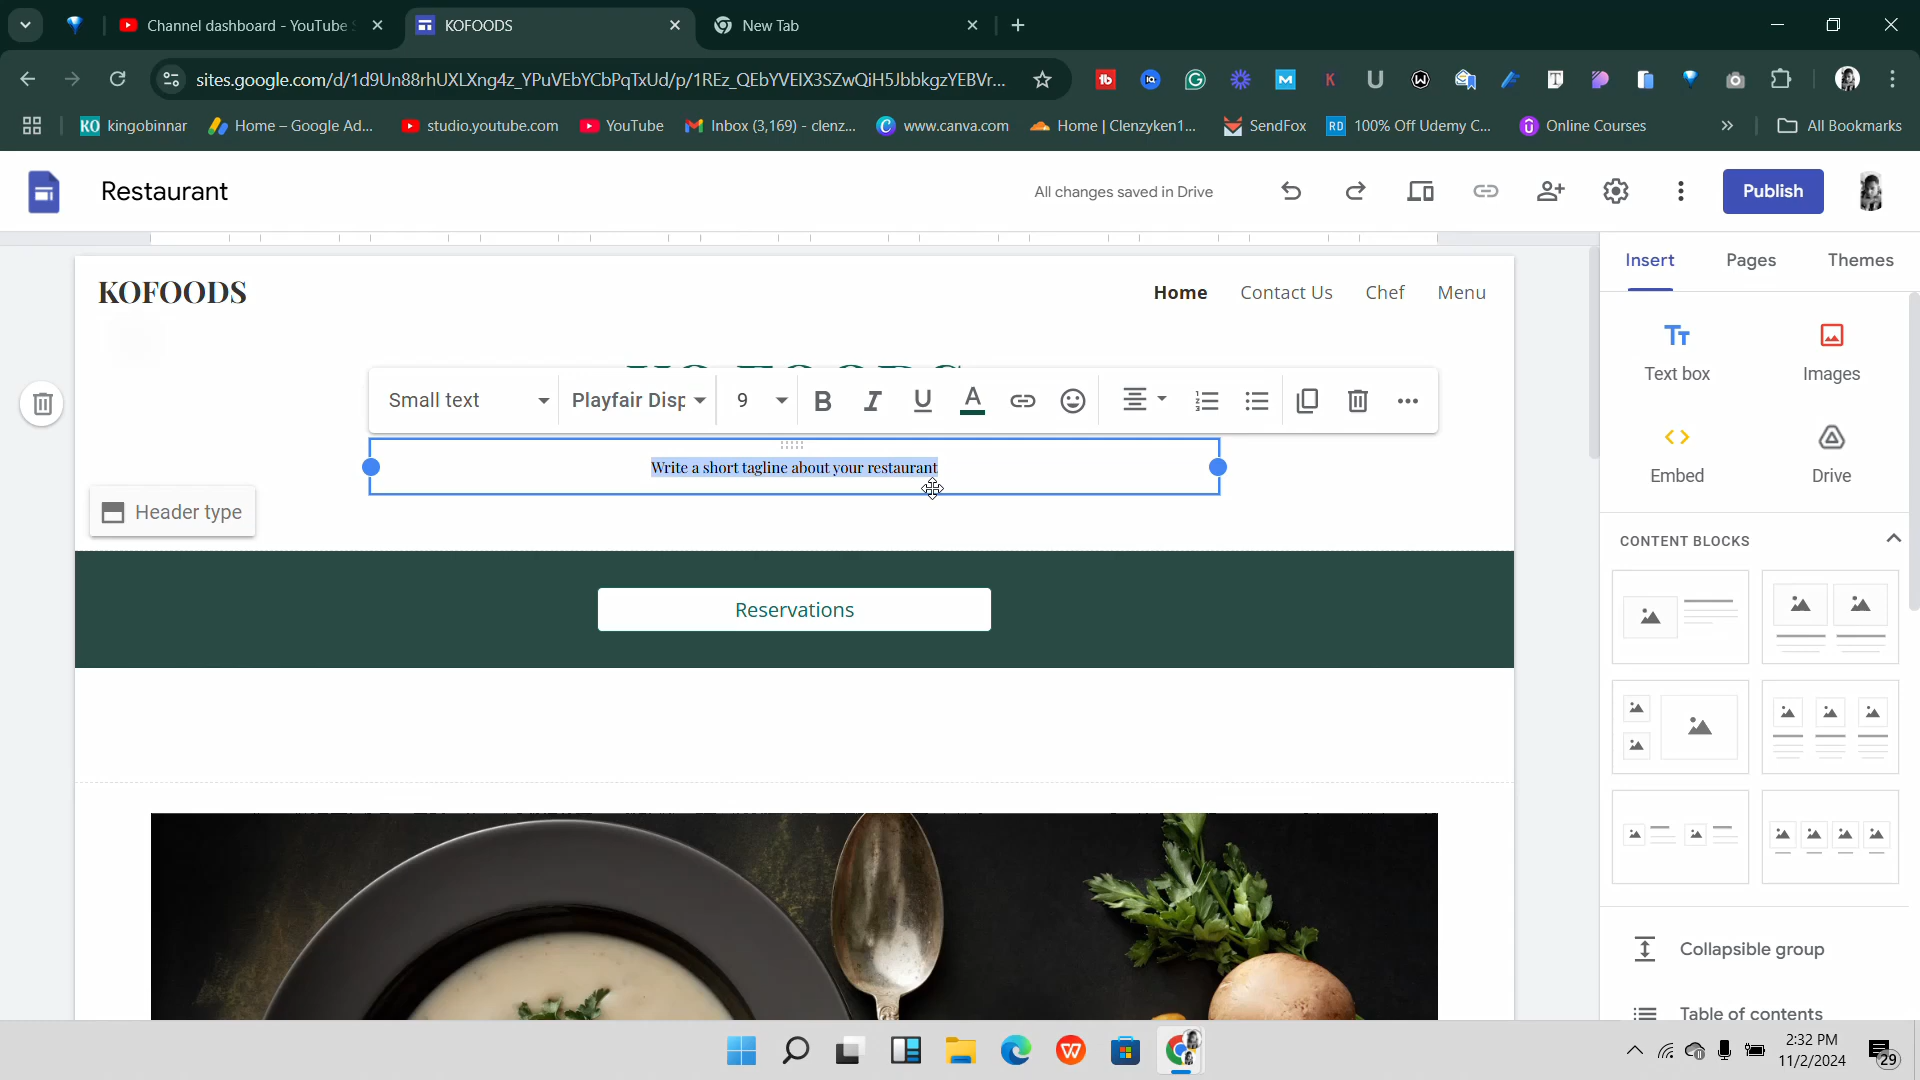 Channel dashboard - YouTube S
KOFOODS
New Tab
sites.google.com/d/1d9Un88rhUXLXng4z_YPuVEbYCbPqTxUd/p/1REz_QEbYVEIX3SZwQiH5JbbkgzYEBVr...
KO kingobinnar
Home – Google Ad...
studio.youtube.com
YouTube
Inbox (3,169) - clenz...
www.canva.com
Home | Clenzyken1...
SendFox
RD 100% Off Udemy C...
Online Courses
All Bookmarks
Restaurant
All changes saved in Drive
Publish
KOFOODS
Home Contact Us Chef Menu
Insert Pages Themes
Small text
Playfair Disp
9
Write a short tagline about your restaurant
Header type
Reservations
Text box
Images
Embed
Drive
CONTENT BLOCKS
Collapsible group
Table of contents
2:32 PM
11/2/2024
29